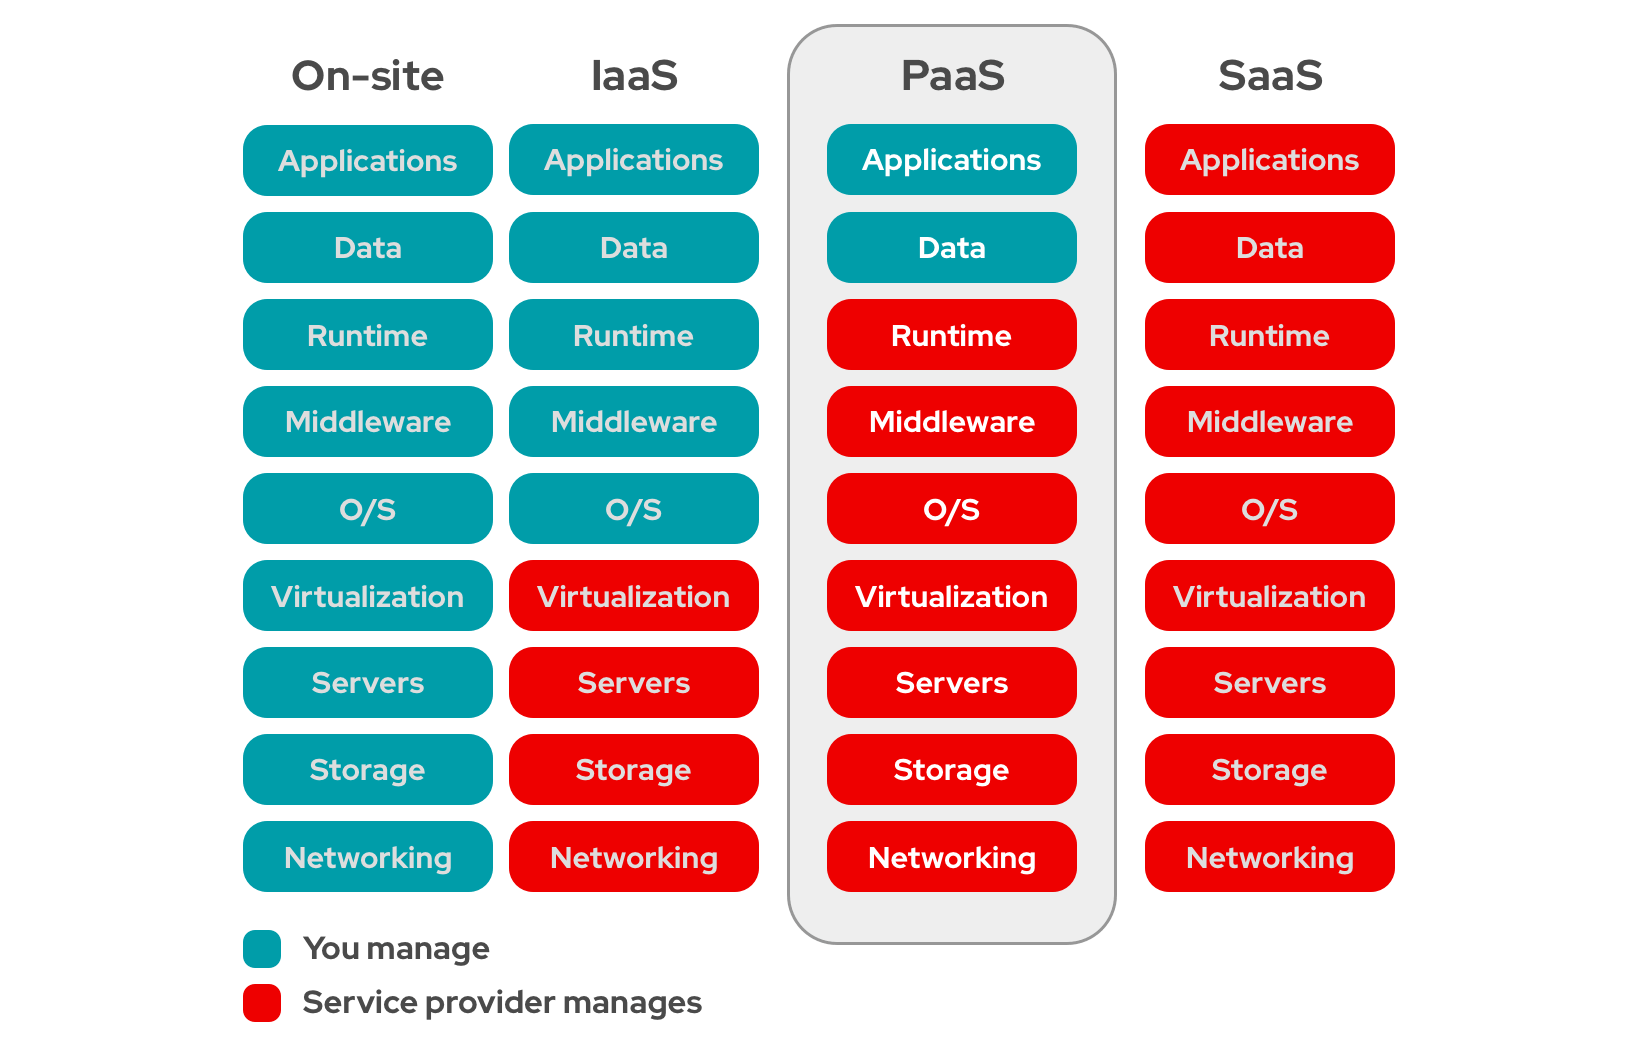 On-site
IaaS
PaaS
SaaS
Applications
Applications
Applications
Applications
Data
Data
Data
Data
Runtime
Runtime
Runtime
Runtime
Middleware
Middleware
Middleware
Middleware
O/S
O/S
O/S
O/S
Virtualization
Virtualization
Virtualization
Virtualization
Servers
Servers
Servers
Servers
Storage
Storage
Storage
Storage
Networking
Networking
Networking
Networking
You manage
Service provider manages